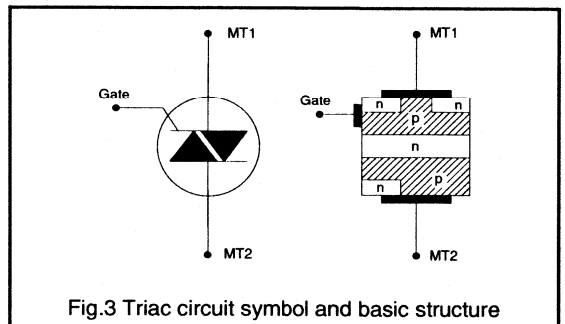 MT1
Gate
MT2
MT1
Gate
n
n
p
n
p
n
MT2
Fig.3 Triac circuit symbol and basic structure